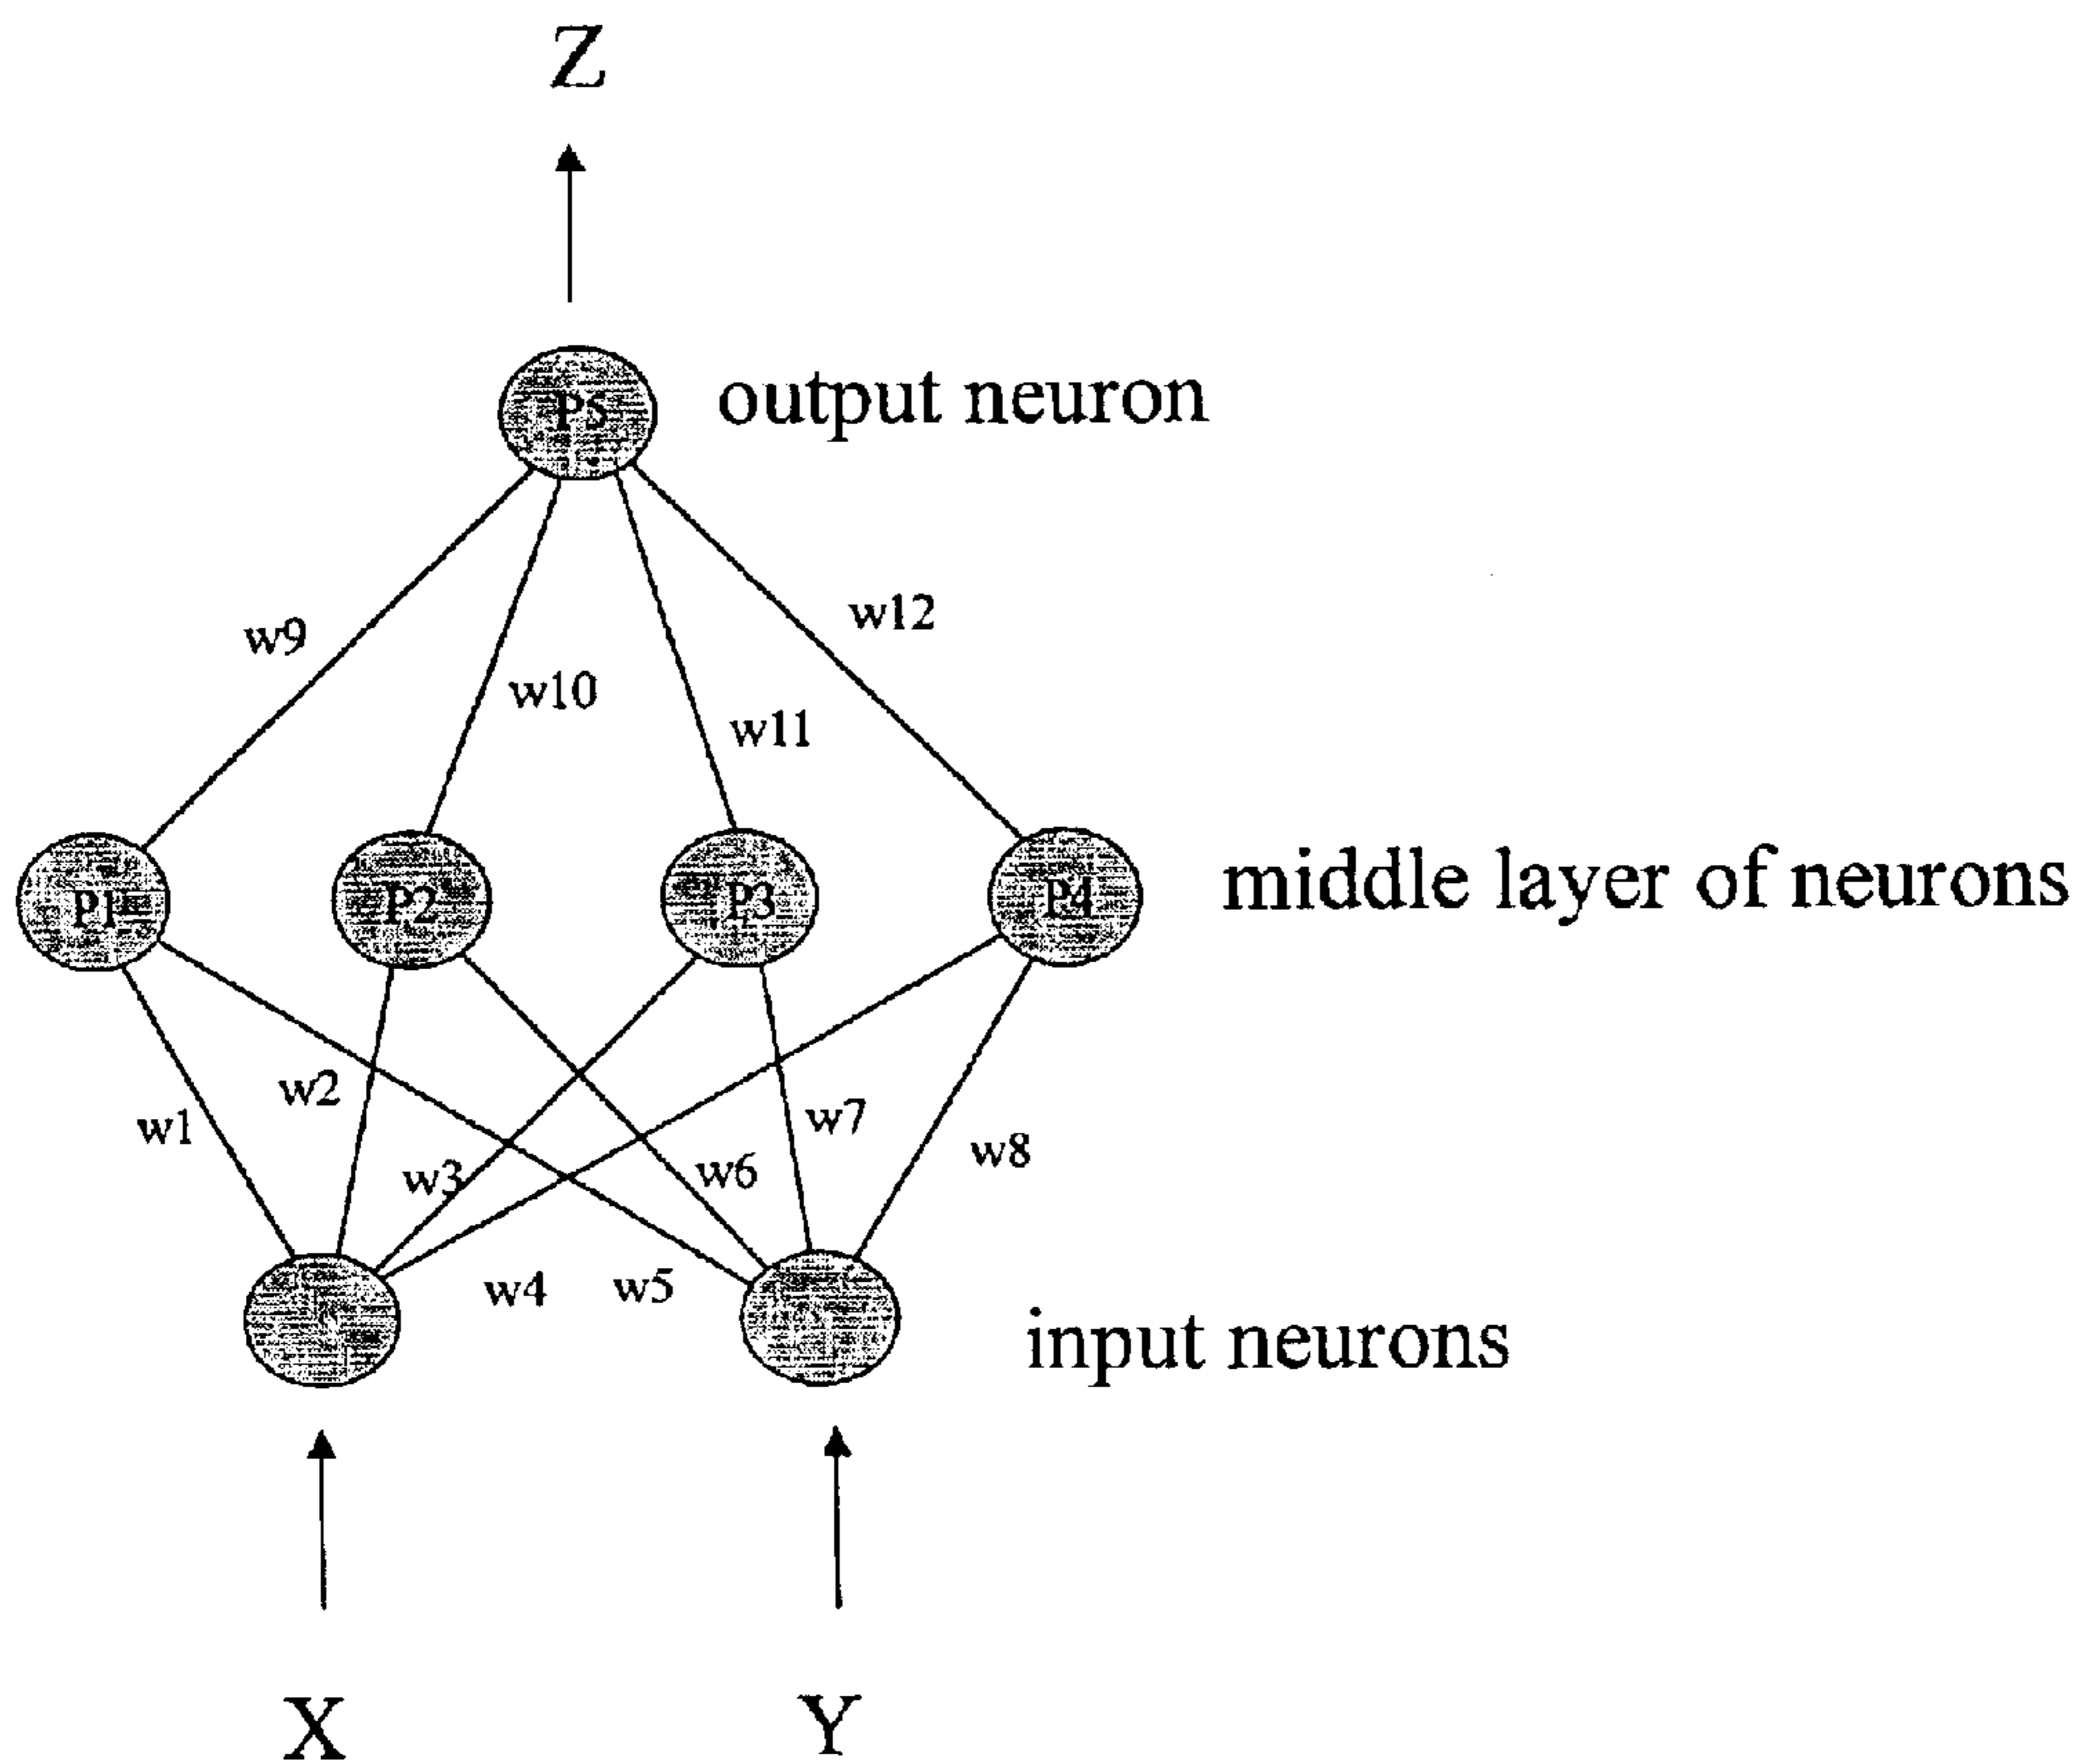 Z
P5 output neuron
w9
w12
w10
w11
P1 P2 P3 P4 middle layer of neurons
w1
w2
w3
w6
w7
w8
w4
w5
input neurons
X
Y